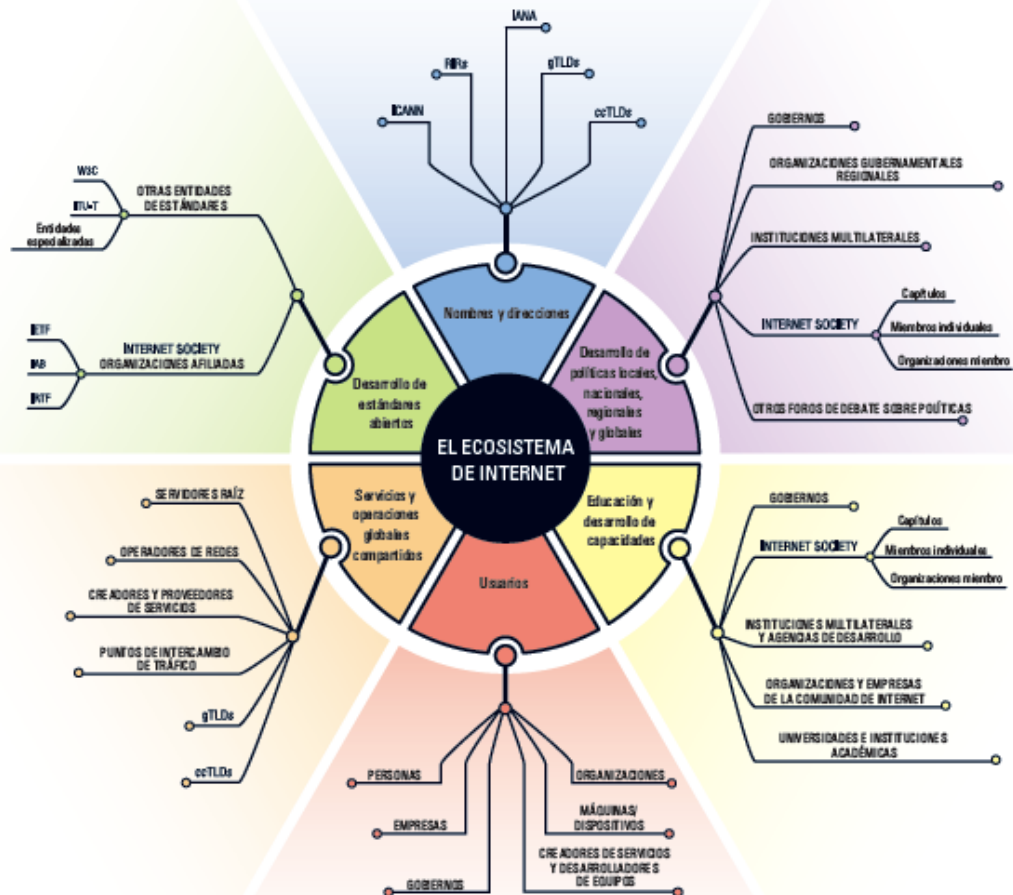 IANA
RIRs
gTLDs
ICANN
ccTLDs
Nombres y direcciones
GOBIERNOS
ORGANIZACIONES GUBERNAMENTALES
REGIONALES
INSTITUCIONES MULTILATERALES
Capítulos
INTERNET SOCIETY
Miembros individuales
Organizaciones miembro
OTROS FOROS DE DEBATE SOBRE POLÍTICAS
Desarrollo de
políticas locales,
nacionales,
regionales
y globales
W3C
OTRAS ENTIDADES
DE ESTÁNDARES
ITU-T
Entidades
especializadas
IETF
INTERNET SOCIETY
ORGANIZACIONES AFILIADAS
IAB
IRTF
Desarrollo de
estándares
abiertos
EL ECOSISTEMA
DE INTERNET
Servicios y
operaciones
globales
compartidos
SERVIDORES RAÍZ
OPERADORES DE REDES
CREADORES Y PROVEEDORES
DE SERVICIOS
PUNTOS DE INTERCAMBIO
DE TRÁFICO
gTLDs
ccTLDs
Educación y
desarrollo de
capacidades
GOBIERNOS
Capítulos
INTERNET SOCIETY
Miembros individuales
Organizaciones miembro
INSTITUCIONES MULTILATERALES
Y AGENCIAS DE DESARROLLO
ORGANIZACIONES Y EMPRESAS
DE LA COMUNIDAD DE INTERNET
UNIVERSIDADES E INSTITUCIONES
ACADÉMICAS
Usuarios
PERSONAS
ORGANIZACIONES
EMPRESAS
MÁQUINAS/
DISPOSITIVOS
GOBIERNOS
CREADORES DE SERVICIOS
Y DESARROLLADORES
DE EQUIPOS